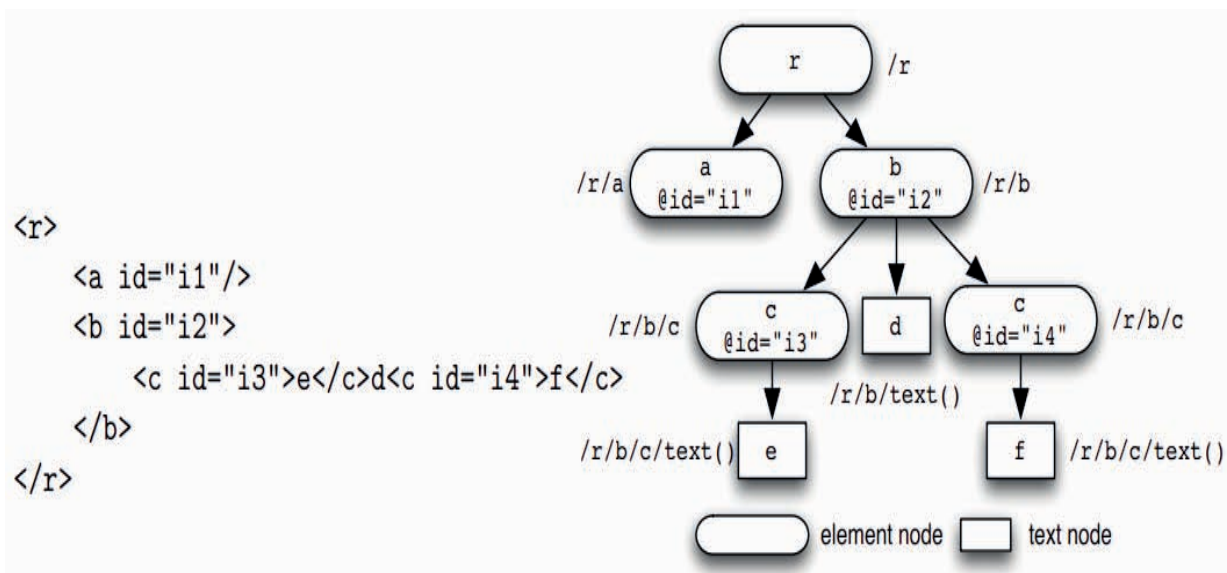 <r>
<a id="i1"/>
<b id="i2">
<c id="i3">e</c>d<c id="i4">f</c>
</b>
</r>
r
/r
/r/a
a
@id="i1"
b
@id="i2"
/r/b
/r/b/c
c
@id="i3"
d
c
@id="i4"
/r/b/c
/r/b/text()
/r/b/c/text()
e
f
/r/b/c/text()
element node
text node